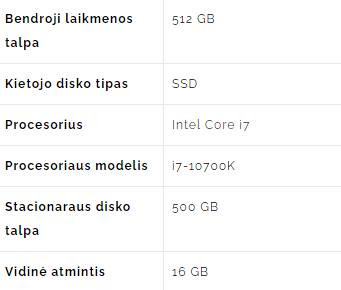 Bendroji laikmenos 512 GB
talpa
Kietojo disko tipas SSD
Procesorius Intel Core i7
Procesoriaus modelis i7-10700K
Stacionaraus disko 500 GB
talpa
Vidinė atmintis 16 GB